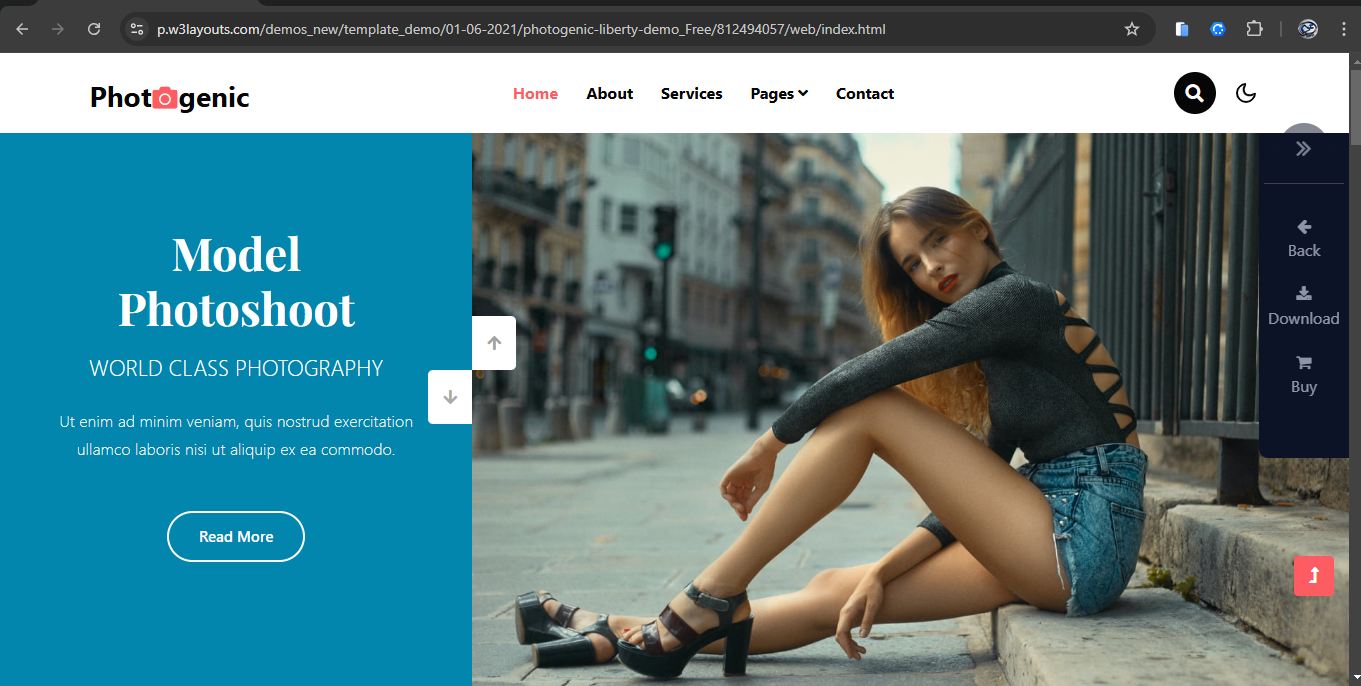 p.w3layouts.com/demos_new/template_demo/01-06-2021/photogenic-liberty-demo_Free/812494057/web/index.html
Phot genic
Home About Services Pages Contact
Model
Photoshoot
WORLD CLASS PHOTOGRAPHY
Ut enim ad minim veniam, quis nostrud exercitation
ullamco laboris nisi ut aliquip ex ea commodo.
Read More
Back
Download
Buy